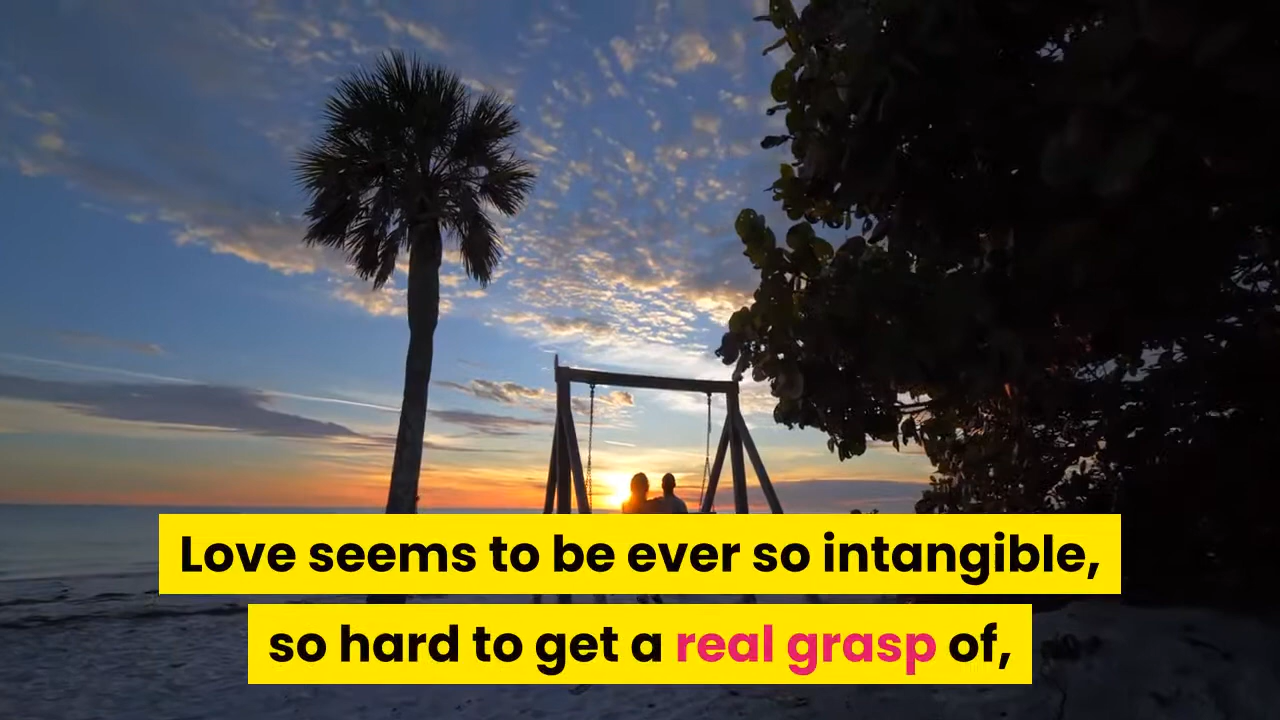 Love seems to be ever so intangible,
so hard to get a real grasp of,